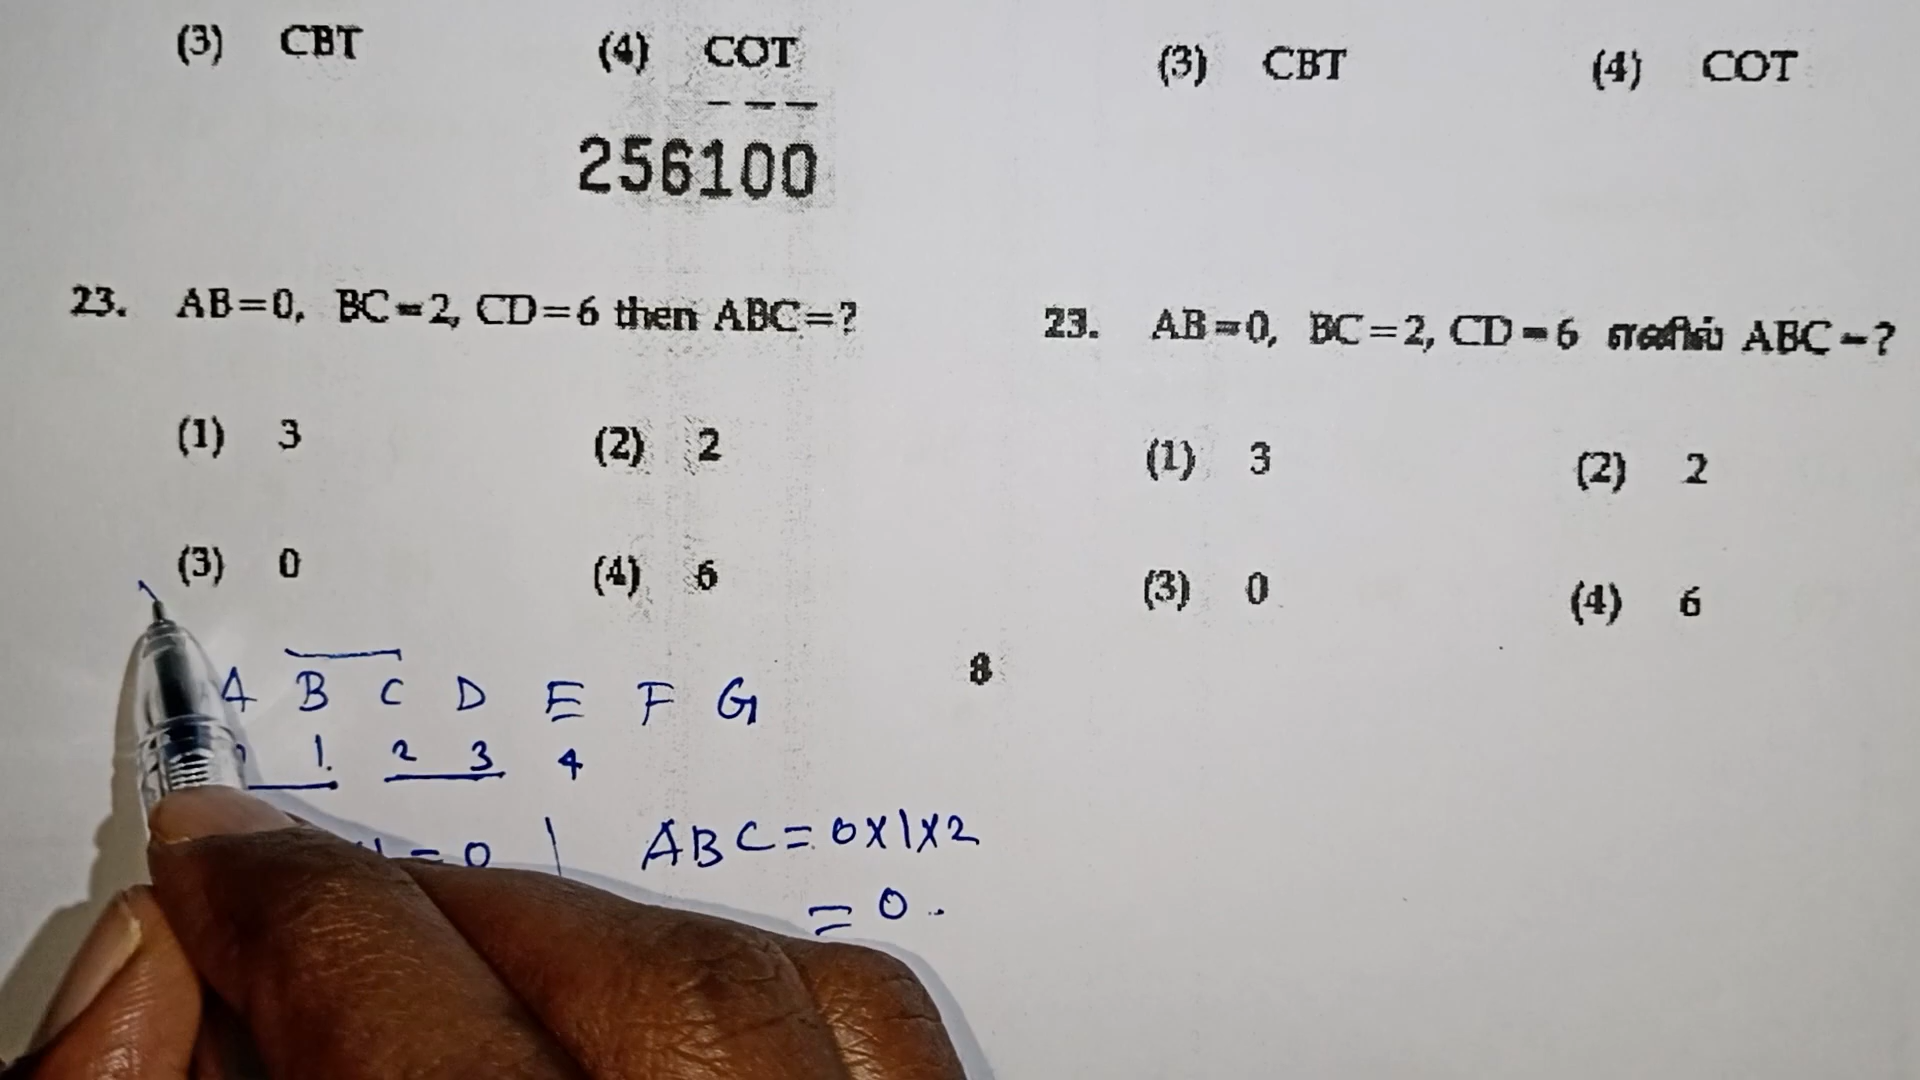 (3) CBT (4) COT
256100
23. AB=0, BC=2, CD=6 then ABC=?
(1) 3 (2) 2
(3) 0 (4) 6
A B C D E F G
1. 2 3 4
=0
ABC = 0x1x2
= 0.
8
(3) CBT (4) COT
23. AB=0, BC=2, CD=6 எனில் ABC=?
(1) 3 (2) 2
(3) 0 (4) 6